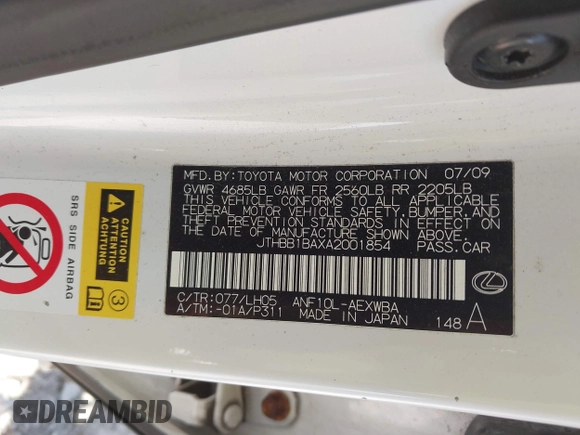 MFD.BY:TOYOTA MOTOR CORPORATION 07/09
GVWR 4685LB GAWR FR 2560LB RR 2205LB
THIS VEHICLE CONFORMS TO ALL APPLICABLE
FEDERAL MOTOR VEHICLE SAFETY,BUMPER,AND
THEFT PREVENTION STANDARDS IN EFFECT ON
THE DATE OF MANUFACTURE SHOWN ABOVE.
JTHBB1BAXA2001854 PASS.CAR
C/TR:077/LH05 ANF10L-AEXWBA
A/TM:-01A/P311 MADE IN JAPAN 148 A
CAUTION
ATTENTION
ACHTUNG
3
RS SIDE AIRBAG
DREAMBID